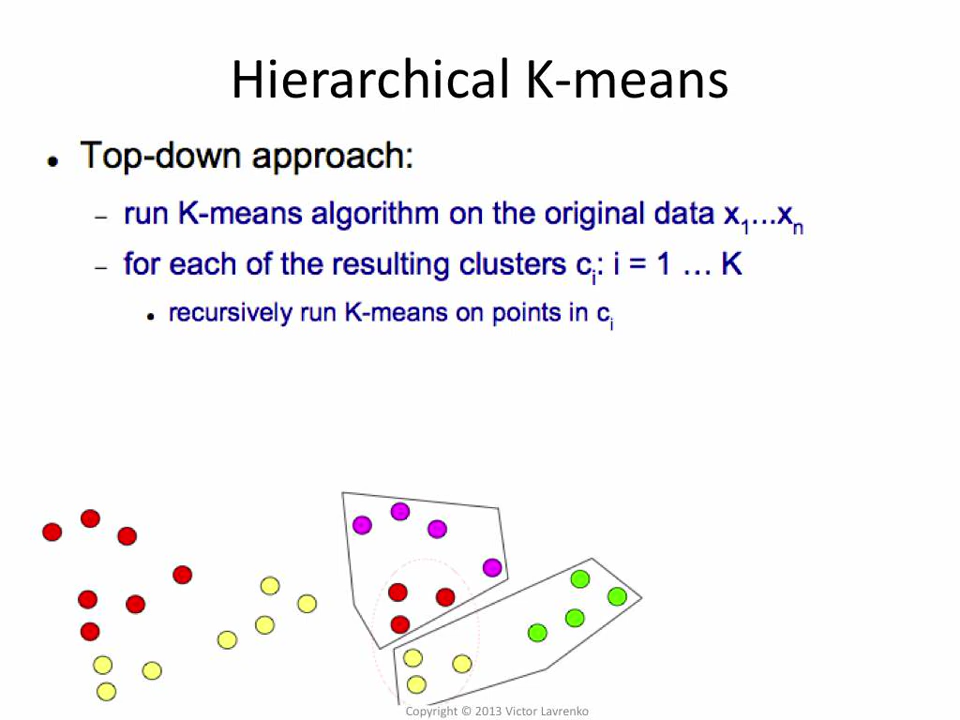 Hierarchical K-means
• Top-down approach:
– run K-means algorithm on the original data x₁...xₙ
– for each of the resulting clusters cᵢ: i = 1 … K
• recursively run K-means on points in cᵢ
Copyright © 2013 Victor Lavrenko